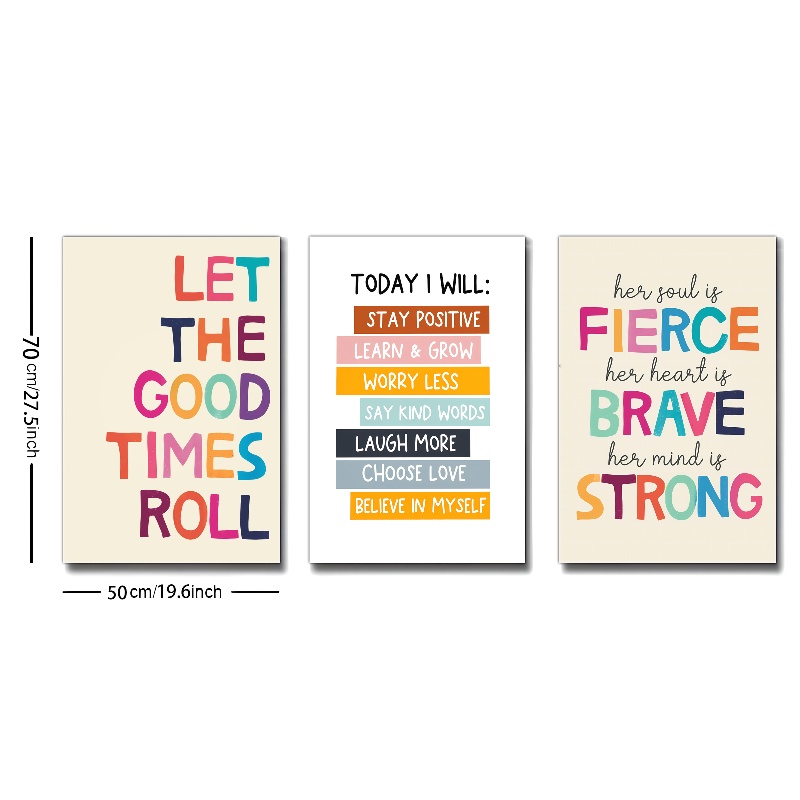 LET
THE
GOOD
TIMES
ROLL
TODAY I WILL:
STAY POSITIVE
LEARN & GROW
WORRY LESS
SAY KIND WORDS
LAUGH MORE
CHOOSE LOVE
BELIEVE IN MYSELF
her soul is
FIERCE
her heart is
BRAVE
her mind is
STRONG
70cm/27.5inch
50cm/19.6inch